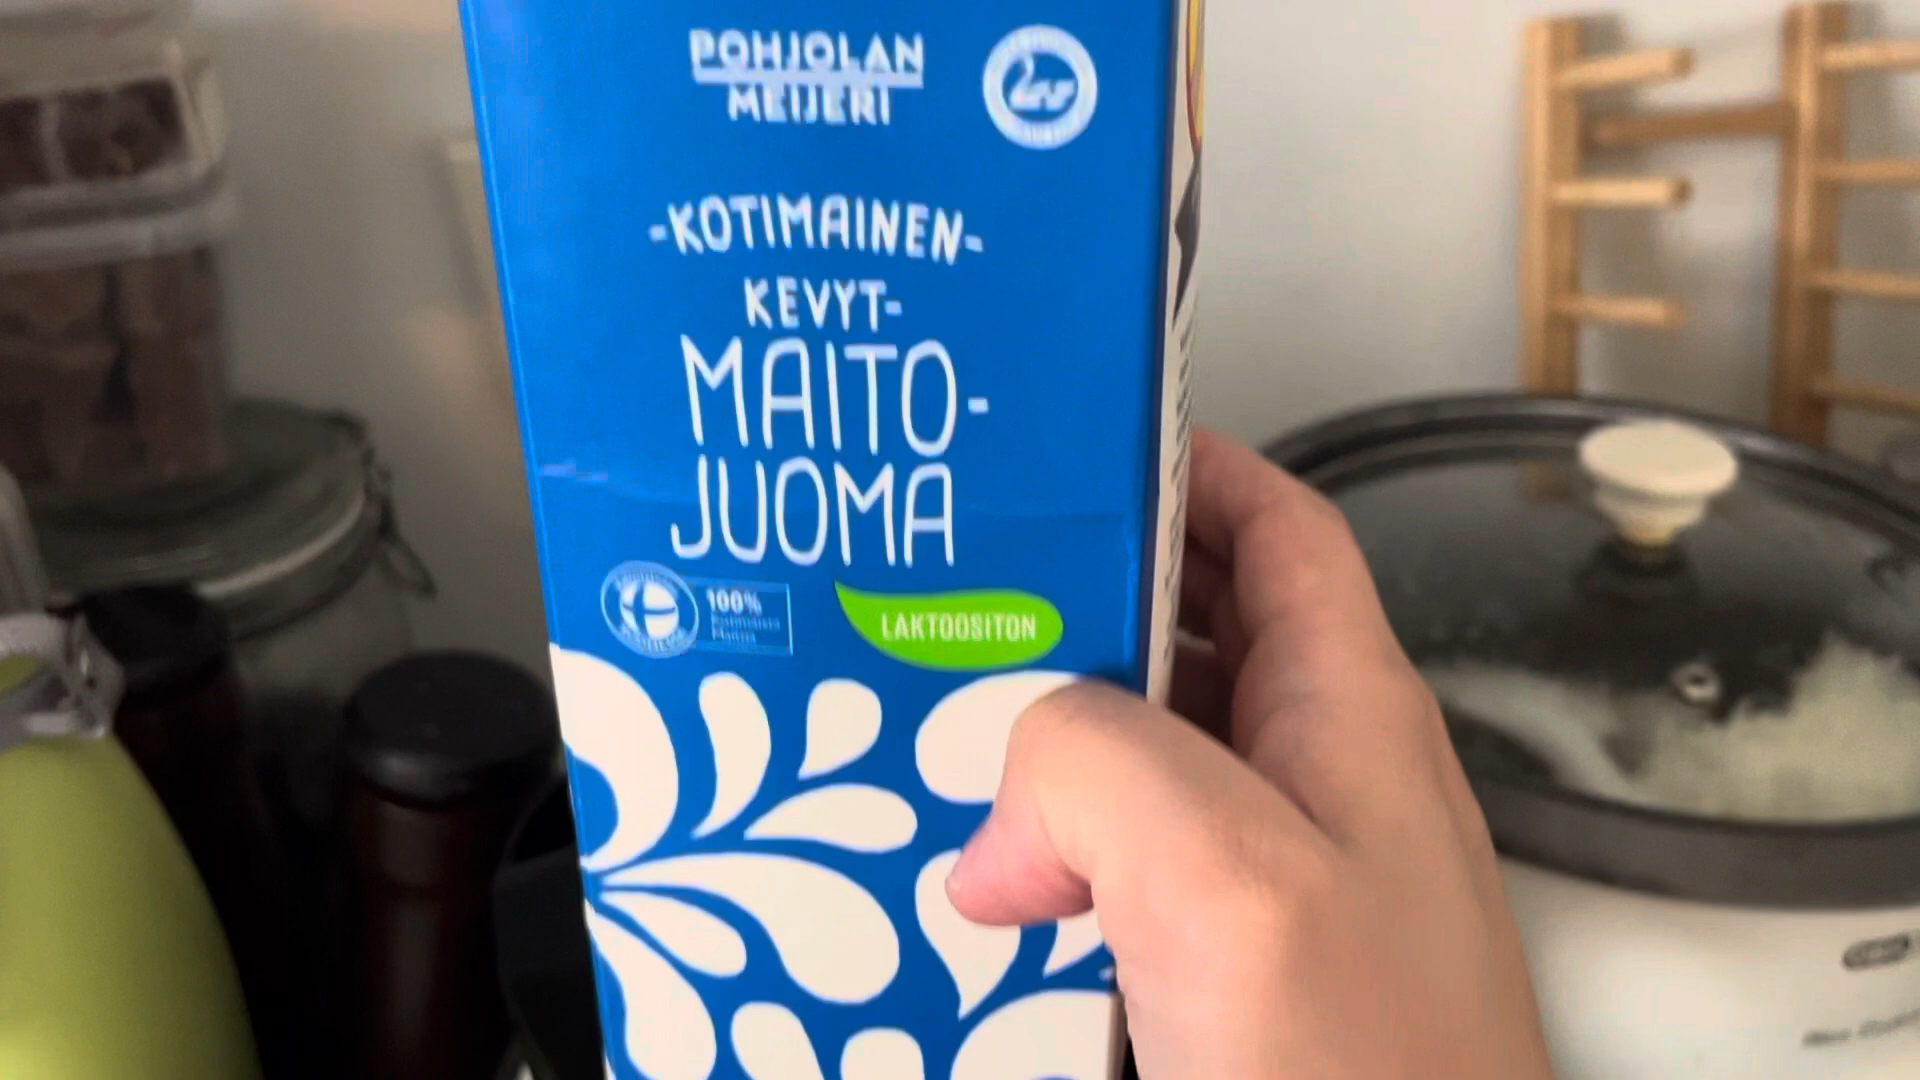 POHJOLAN
MEIJERI
-KOTIMAINEN-
KEVYT-
MAITO-
JUOMA
100%
LAKTOOSITON